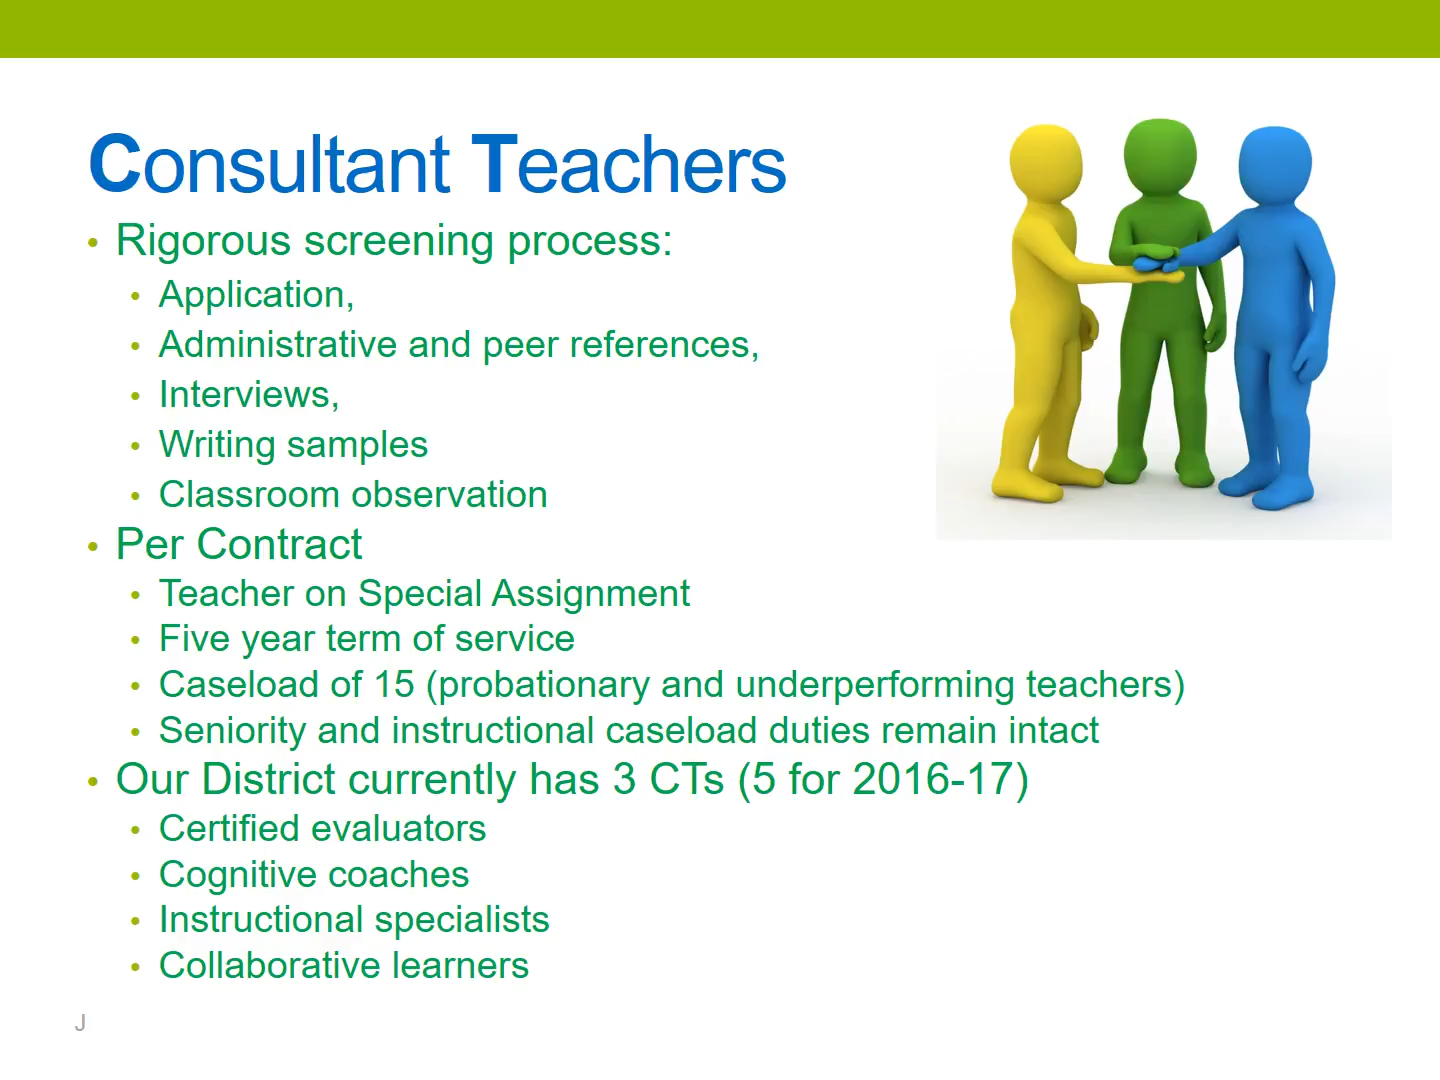 Consultant Teachers
• Rigorous screening process:
• Application,
• Administrative and peer references,
• Interviews,
• Writing samples
• Classroom observation
• Per Contract
• Teacher on Special Assignment
• Five year term of service
• Caseload of 15 (probationary and underperforming teachers)
• Seniority and instructional caseload duties remain intact
• Our District currently has 3 CTs (5 for 2016-17)
• Certified evaluators
• Cognitive coaches
• Instructional specialists
• Collaborative learners
J